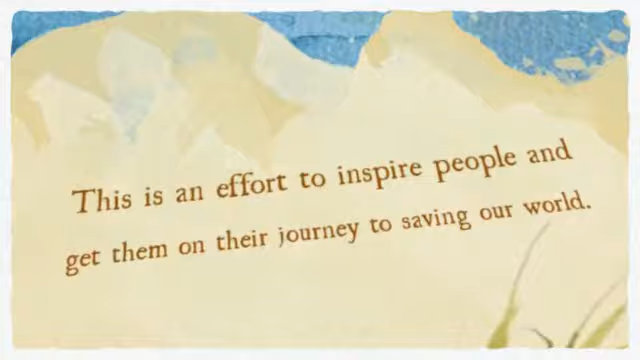 This is an effort to inspire people and
get them on their journey to saving our world.